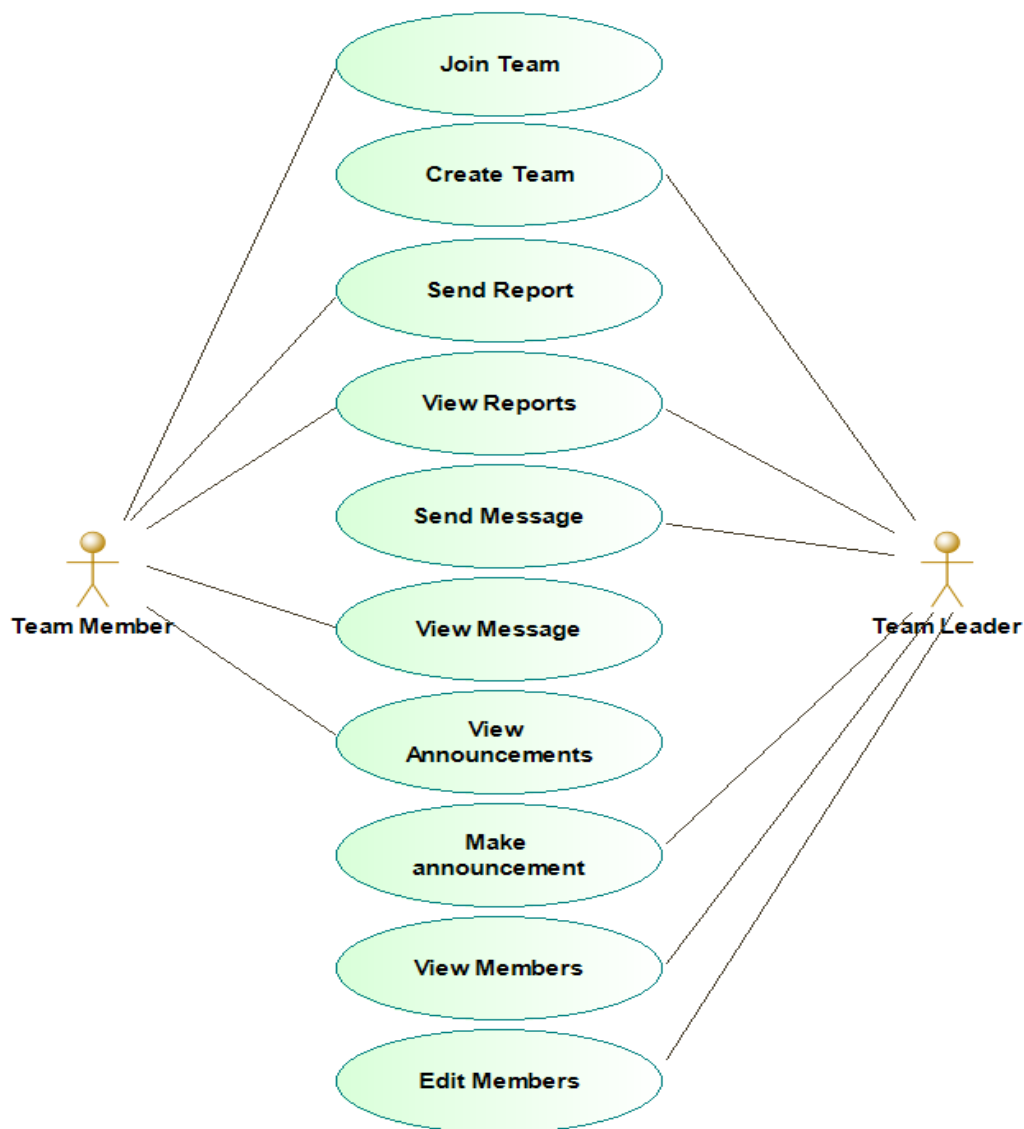 Join Team
Create Team
Send Report
View Reports
Send Message
Team Member
Team Leader
View Message
View
Announcements
Make
announcement
View Members
Edit Members